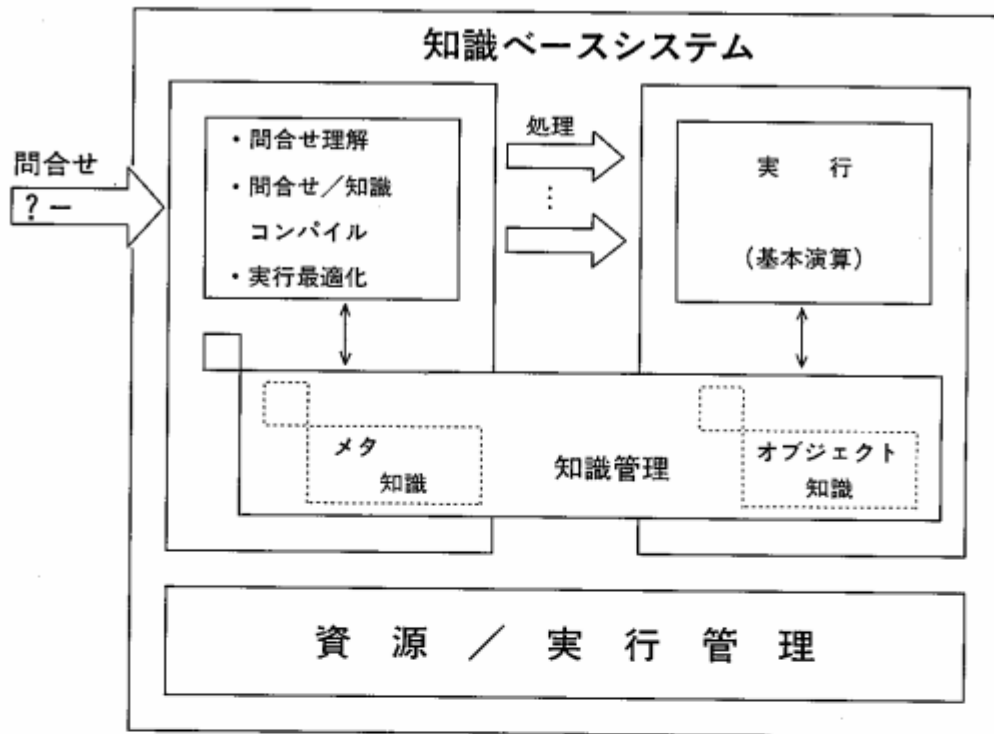 知識ベースシステム
問合せ
?－
・問合せ理解
・問合せ／知識
コンパイル
・実行最適化
処理
⋮
実行
(基本演算)
メタ
知識
知識管理
オブジェクト
知識
資源／実行管理